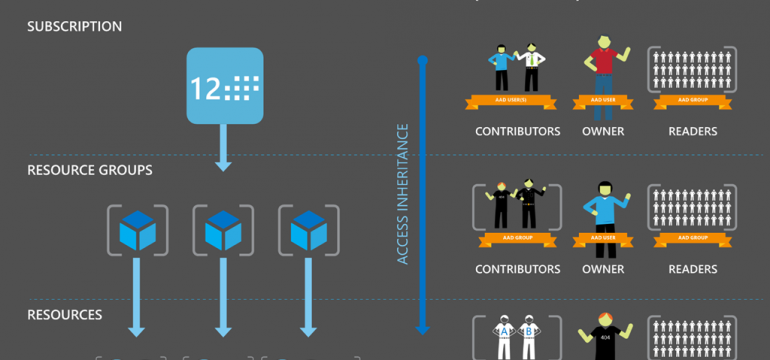 SUBSCRIPTION
12
AAD USER(S)
AAD USER
AAD GROUP
CONTRIBUTORS
OWNER
READERS
ACCESS INHERITANCE
RESOURCE GROUPS
AAD GROUP
AAD USER
AAD GROUP
CONTRIBUTORS
OWNER
READERS
RESOURCES
A
B
404